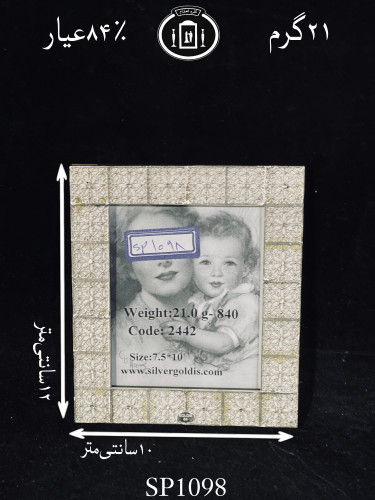 ۲۱گرم
۸۴٪عیار
SP1098
Weight:21.0 g- 840
Code: 2442
Size:7.5*10
www.silvergoldis.com
۱۲سانتی‌متر
۱۰سانتی‌متر
SP1098